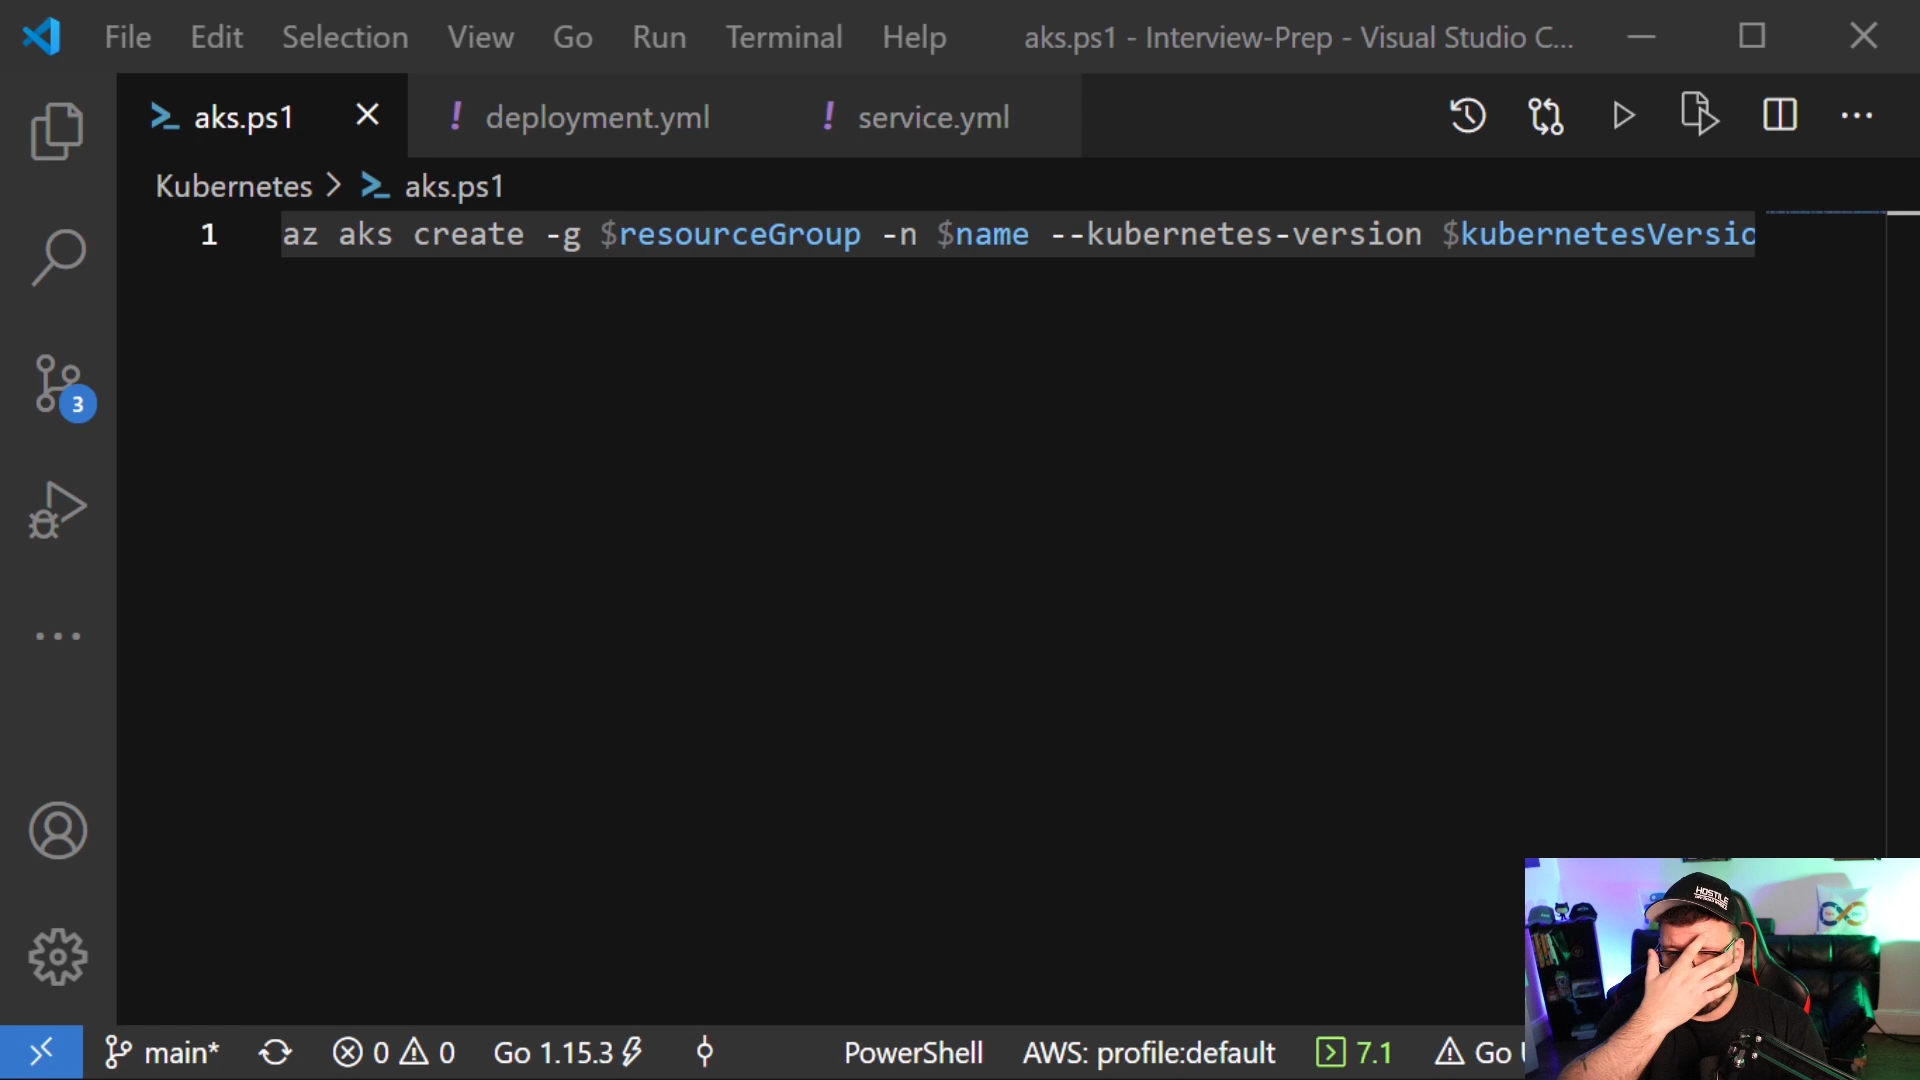 File Edit Selection View Go Run Terminal Help aks.ps1 - Interview-Prep - Visual Studio C...
aks.ps1 deployment.yml service.yml
Kubernetes > aks.ps1
1 az aks create -g $resourceGroup -n $name --kubernetes-version $kubernetesVersio
3
main* 0 0 Go 1.15.3 PowerShell AWS: profile:default 7.1 Go
HOSTILE